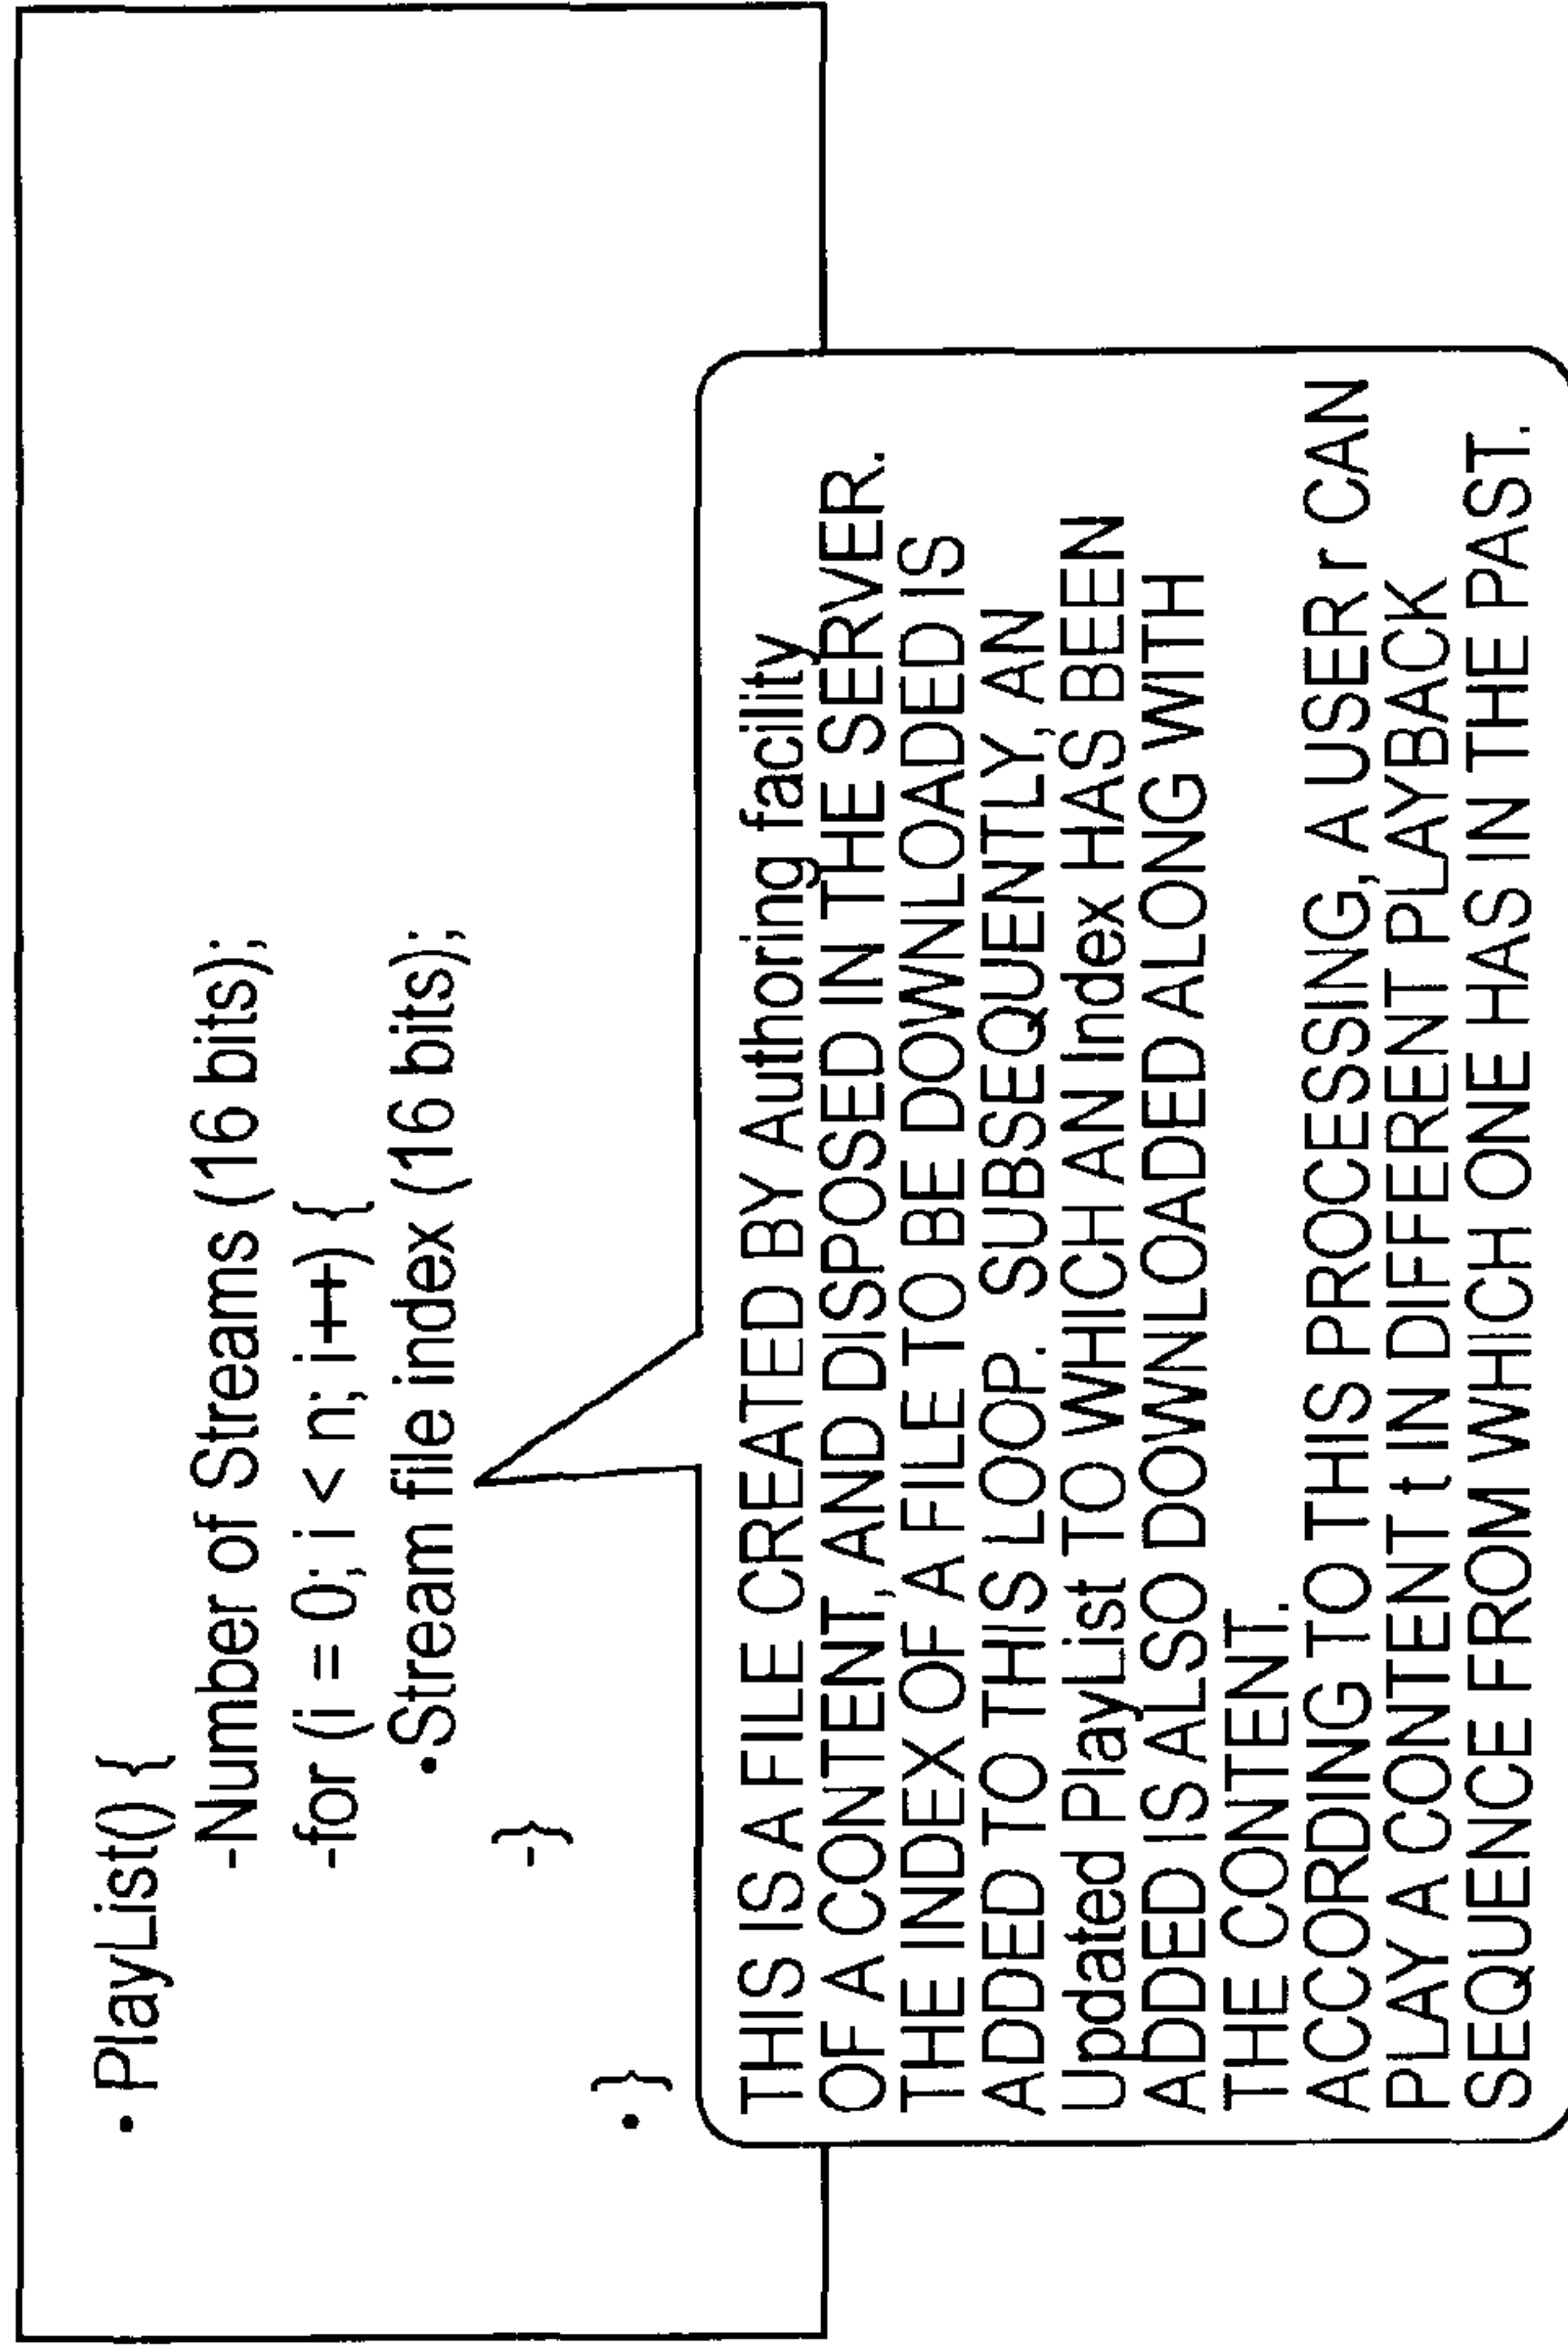 • PlayList() {
-Number of Streams (16 bits);
-for (i = 0; i < n; i++) {
•Stream file index (16 bits);
-}
• }
THIS IS A FILE CREATED BY Authoring facility
OF A CONTENT, AND DISPOSED IN THE SERVER.
THE INDEX OF A FILE TO BE DOWNLOADED IS
ADDED TO THIS LOOP. SUBSEQUENTLY, AN
Updated PlayList TO WHICH AN Index HAS BEEN
ADDED IS ALSO DOWNLOADED ALONG WITH
THE CONTENT.
ACCORDING TO THIS PROCESSING, A USER r CAN
PLAY A CONTENT t IN DIFFERENT PLAYBACK
SEQUENCE FROM WHICH ONE HAS IN THE PAST.